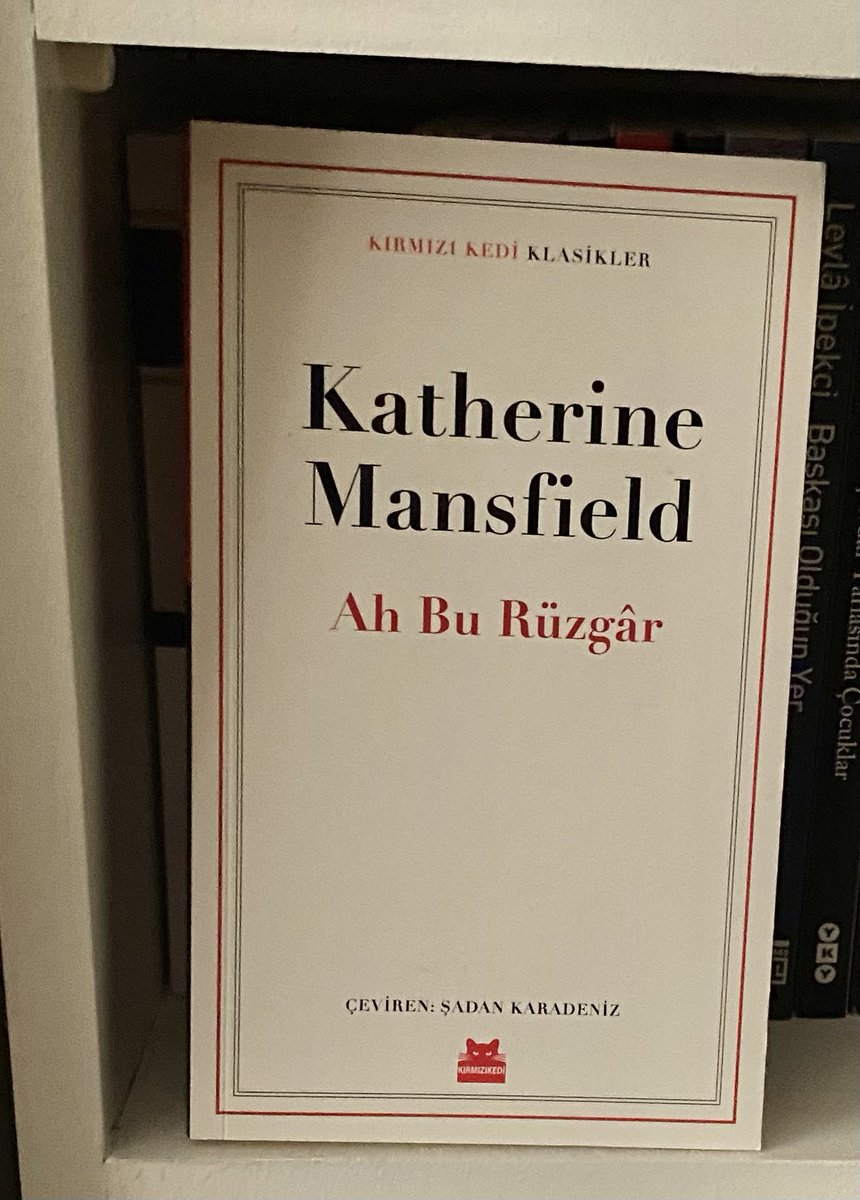 KIRMIZI KEDİ KLASİKLER
Katherine
Mansfield
Ah Bu Rüzgâr
ÇEVİREN: ŞADAN KARADENİZ
KIRMIZIKEDİ
Leylâ İpekçi Başkası Olduğun Yer
Çocuklar
YKY